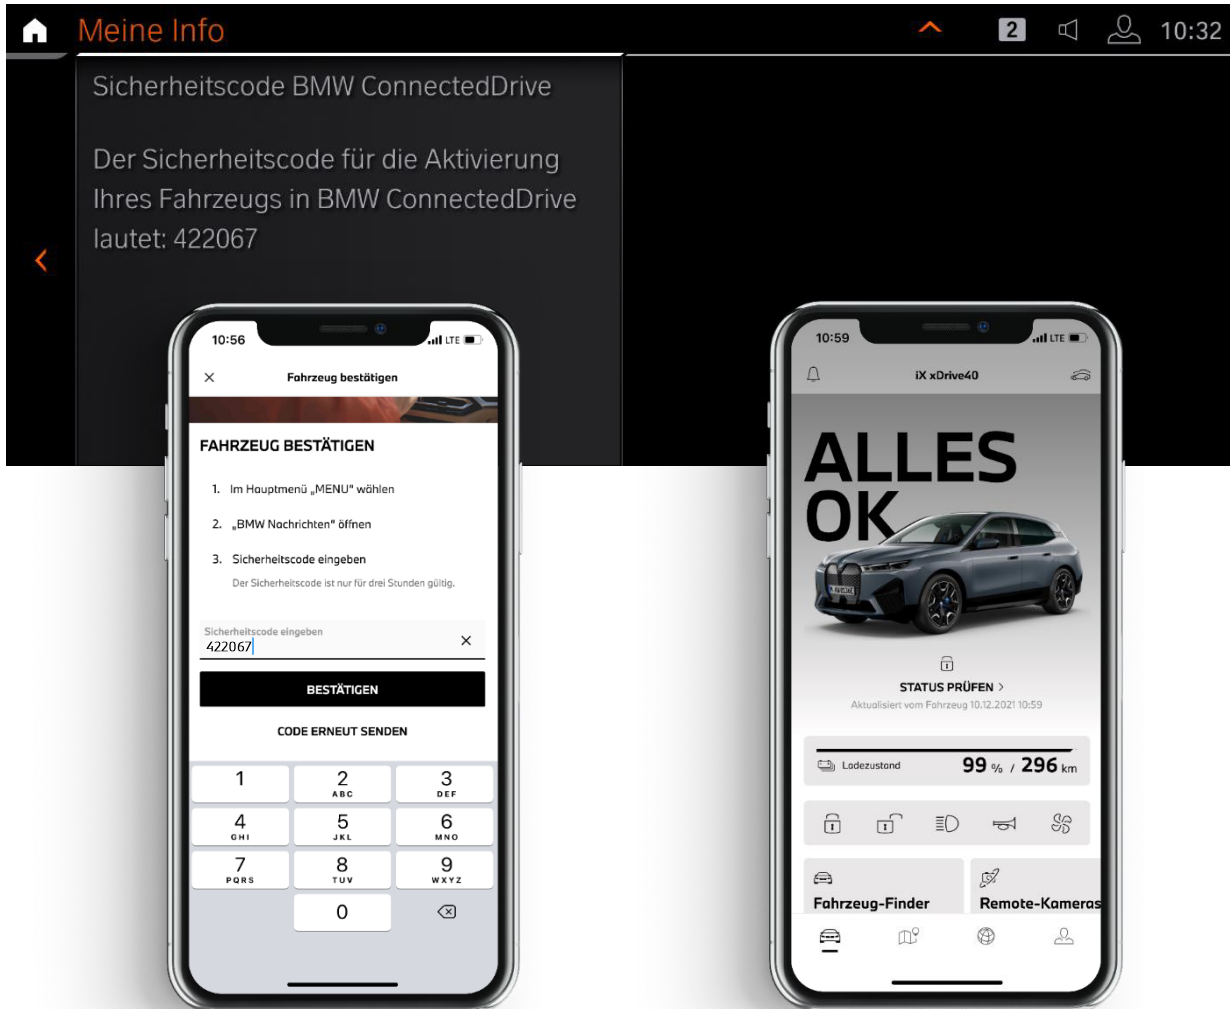 Meine Info
2
10:32
Sicherheitscode BMW ConnectedDrive
Der Sicherheitscode für die Aktivierung
Ihres Fahrzeugs in BMW ConnectedDrive
lautet: 422067
10:56
LTE
Fahrzeug bestätigen
FAHRZEUG BESTÄTIGEN
1. Im Hauptmenü „MENU" wählen
2. „BMW Nachrichten" öffnen
3. Sicherheitscode eingeben
Der Sicherheitscode ist nur für drei Stunden gültig.
Sicherheitscode eingeben
422067
BESTÄTIGEN
CODE ERNEUT SENDEN
1
2
ABC
3
DEF
4
GHI
5
JKL
6
MNO
7
PQRS
8
TUV
9
WXYZ
0
10:59
LTE
iX xDrive40
ALLES
OK
STATUS PRÜFEN >
Aktualisiert vom Fahrzeug 10.12.2021 10:59
Ladezustand 99 % / 296 km
Fahrzeug-Finder
Remote-Kameras